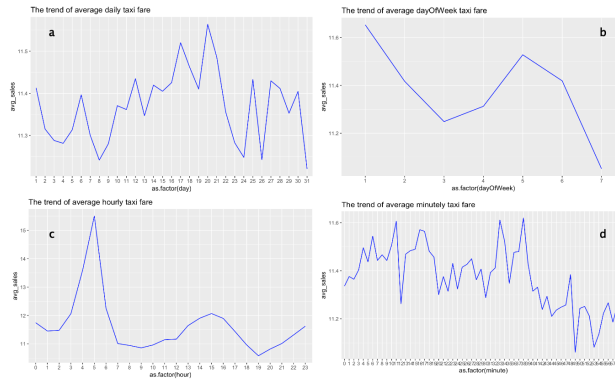 The trend of average daily taxi fare
a
11.5
11.3
avg_sales
1 2 3 4 5 6 7 8 9 10 11 12 13 14 15 16 17 18 19 20 21 22 23 24 25 26 27 28 29 30 31
as.factor(day)
The trend of average dayOfWeek taxi fare
b
11.6
11.4
11.2
avg_sales
1 2 3 4 5 6 7
as.factor(dayOfWeek)
The trend of average hourly taxi fare
c
15
14
13
12
11
avg_sales
0 1 2 3 4 5 6 7 8 9 10 11 12 13 14 15 16 17 18 19 20 21 22 23
as.factor(hour)
The trend of average minutely taxi fare
d
11.6
11.4
11.2
avg_sales
as.factor(minute)